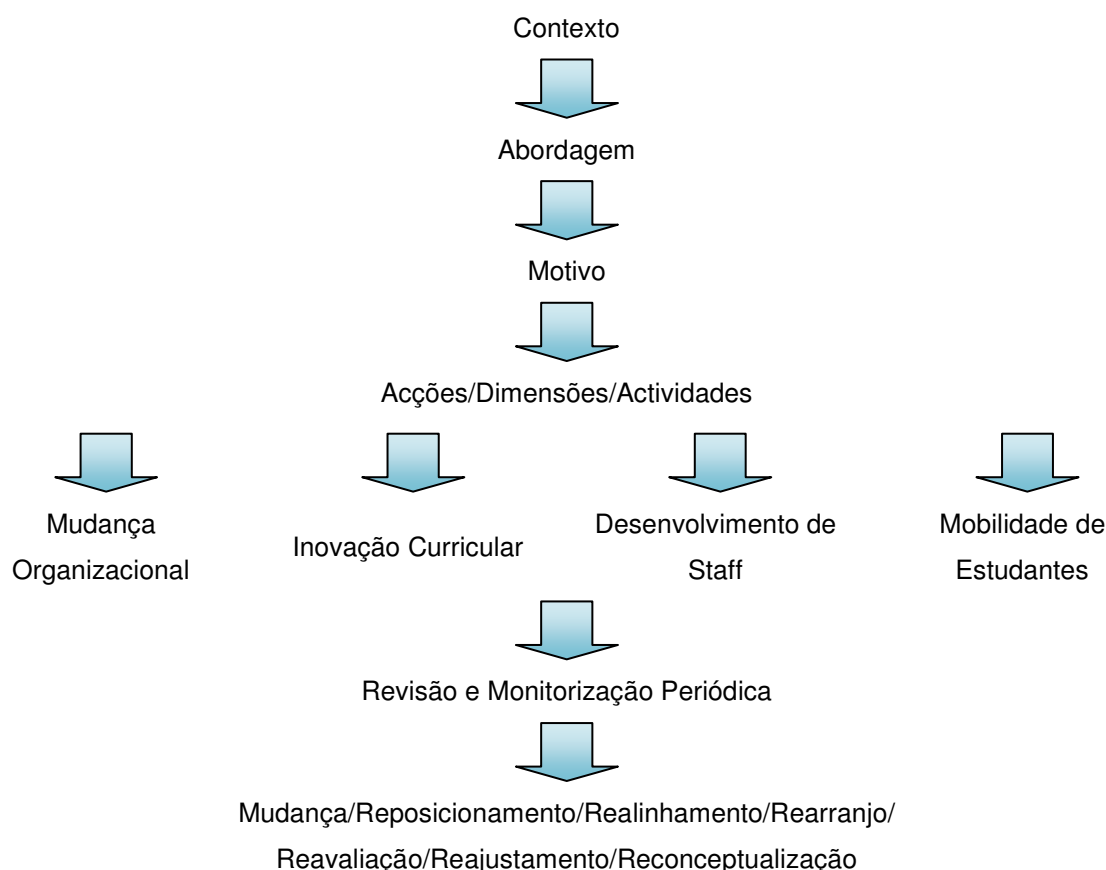 Contexto
Abordagem
Motivo
Acções/Dimensões/Actividades
Mudança
Organizacional
Inovação Curricular
Desenvolvimento de
Staff
Mobilidade de
Estudantes
Revisão e Monitorização Periódica
Mudança/Reposicionamento/Realinhamento/Rearranjo/
Reavaliação/Reajustamento/Reconceptualização